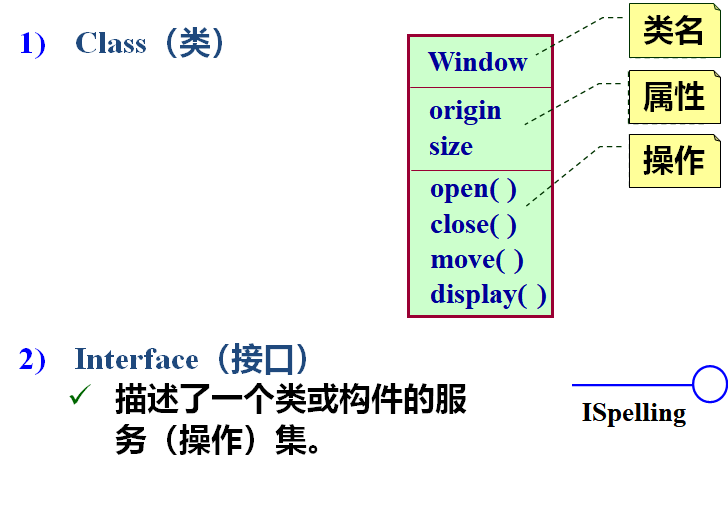 1) Class（类）
Window
origin
size
open( )
close( )
move( )
display( )
类名
属性
操作
2) Interface（接口）
✓ 描述了一个类或构件的服
务（操作）集。
ISpelling